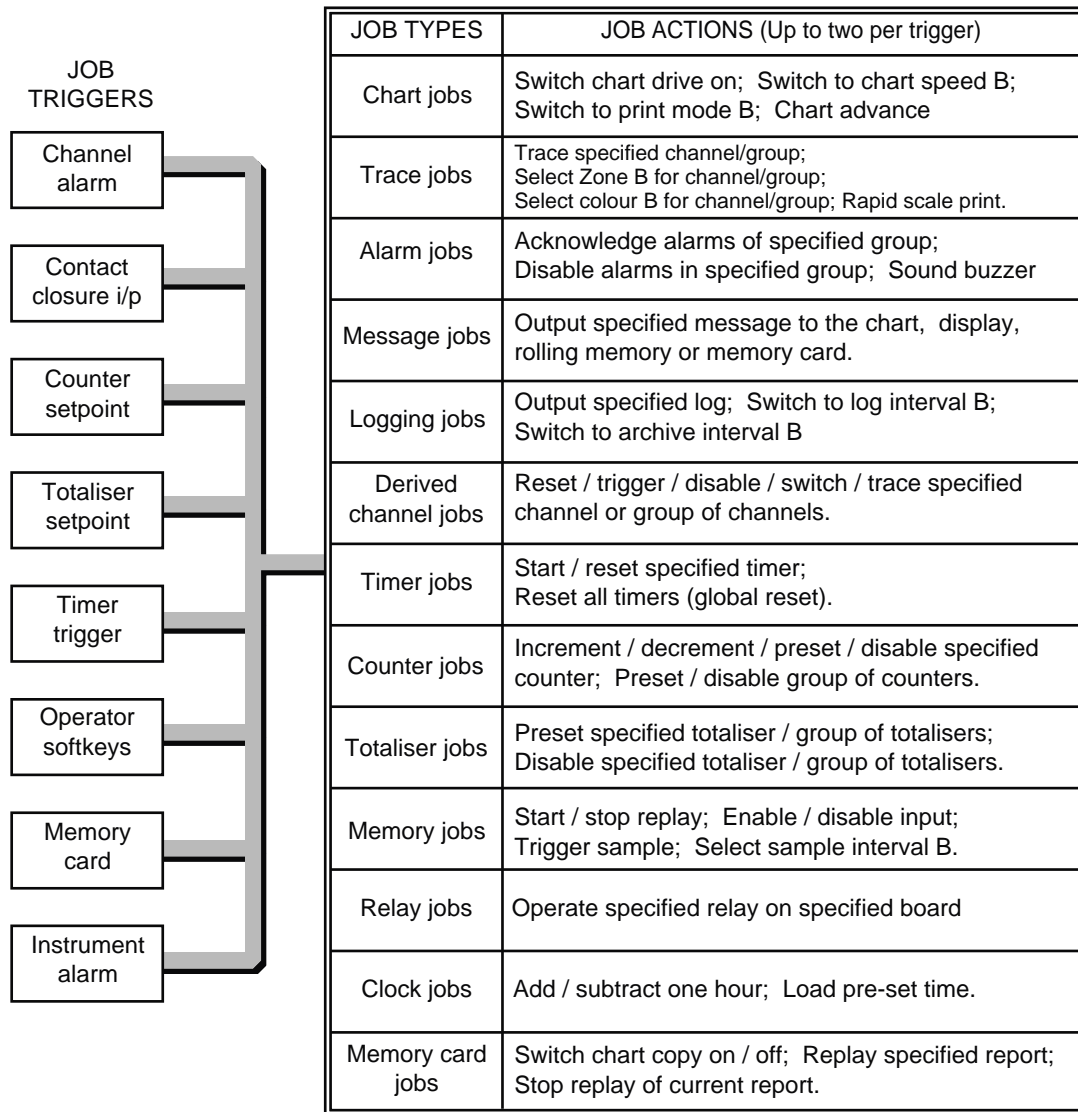 JOB
TRIGGERS
Channel
alarm
Contact
closure i/p
Counter
setpoint
Totaliser
setpoint
Timer
trigger
Operator
softkeys
Memory
card
Instrument
alarm
JOB TYPES
JOB ACTIONS (Up to two per trigger)
Chart jobs
Switch chart drive on; Switch to chart speed B;
Switch to print mode B; Chart advance
Trace jobs
Trace specified channel/group;
Select Zone B for channel/group;
Select colour B for channel/group; Rapid scale print.
Alarm jobs
Acknowledge alarms of specified group;
Disable alarms in specified group; Sound buzzer
Message jobs
Output specified message to the chart, display,
rolling memory or memory card.
Logging jobs
Output specified log; Switch to log interval B;
Switch to archive interval B
Derived
channel jobs
Reset / trigger / disable / switch / trace specified
channel or group of channels.
Timer jobs
Start / reset specified timer;
Reset all timers (global reset).
Counter jobs
Increment / decrement / preset / disable specified
counter; Preset / disable group of counters.
Totaliser jobs
Preset specified totaliser / group of totalisers;
Disable specified totaliser / group of totalisers.
Memory jobs
Start / stop replay; Enable / disable input;
Trigger sample; Select sample interval B.
Relay jobs
Operate specified relay on specified board
Clock jobs
Add / subtract one hour; Load pre-set time.
Memory card
jobs
Switch chart copy on / off; Replay specified report;
Stop replay of current report.